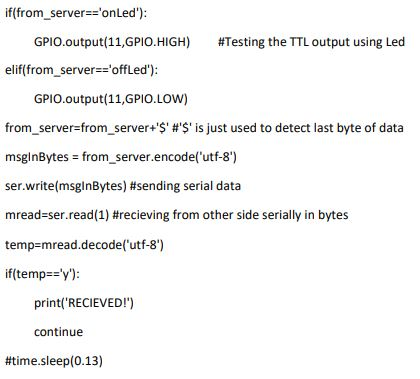 if(from_server=='onLed'):
GPIO.output(11,GPIO.HIGH) #Testing the TTL output using Led
elif(from_server=='offLed'):
GPIO.output(11,GPIO.LOW)
from_server=from_server+'$' #'$' is just used to detect last byte of data
msgInBytes = from_server.encode('utf-8')
ser.write(msgInBytes) #sending serial data
mread=ser.read(1) #recieving from other side serially in bytes
temp=mread.decode('utf-8')
if(temp=='y'):
print('RECIEVED!')
continue
#time.sleep(0.13)